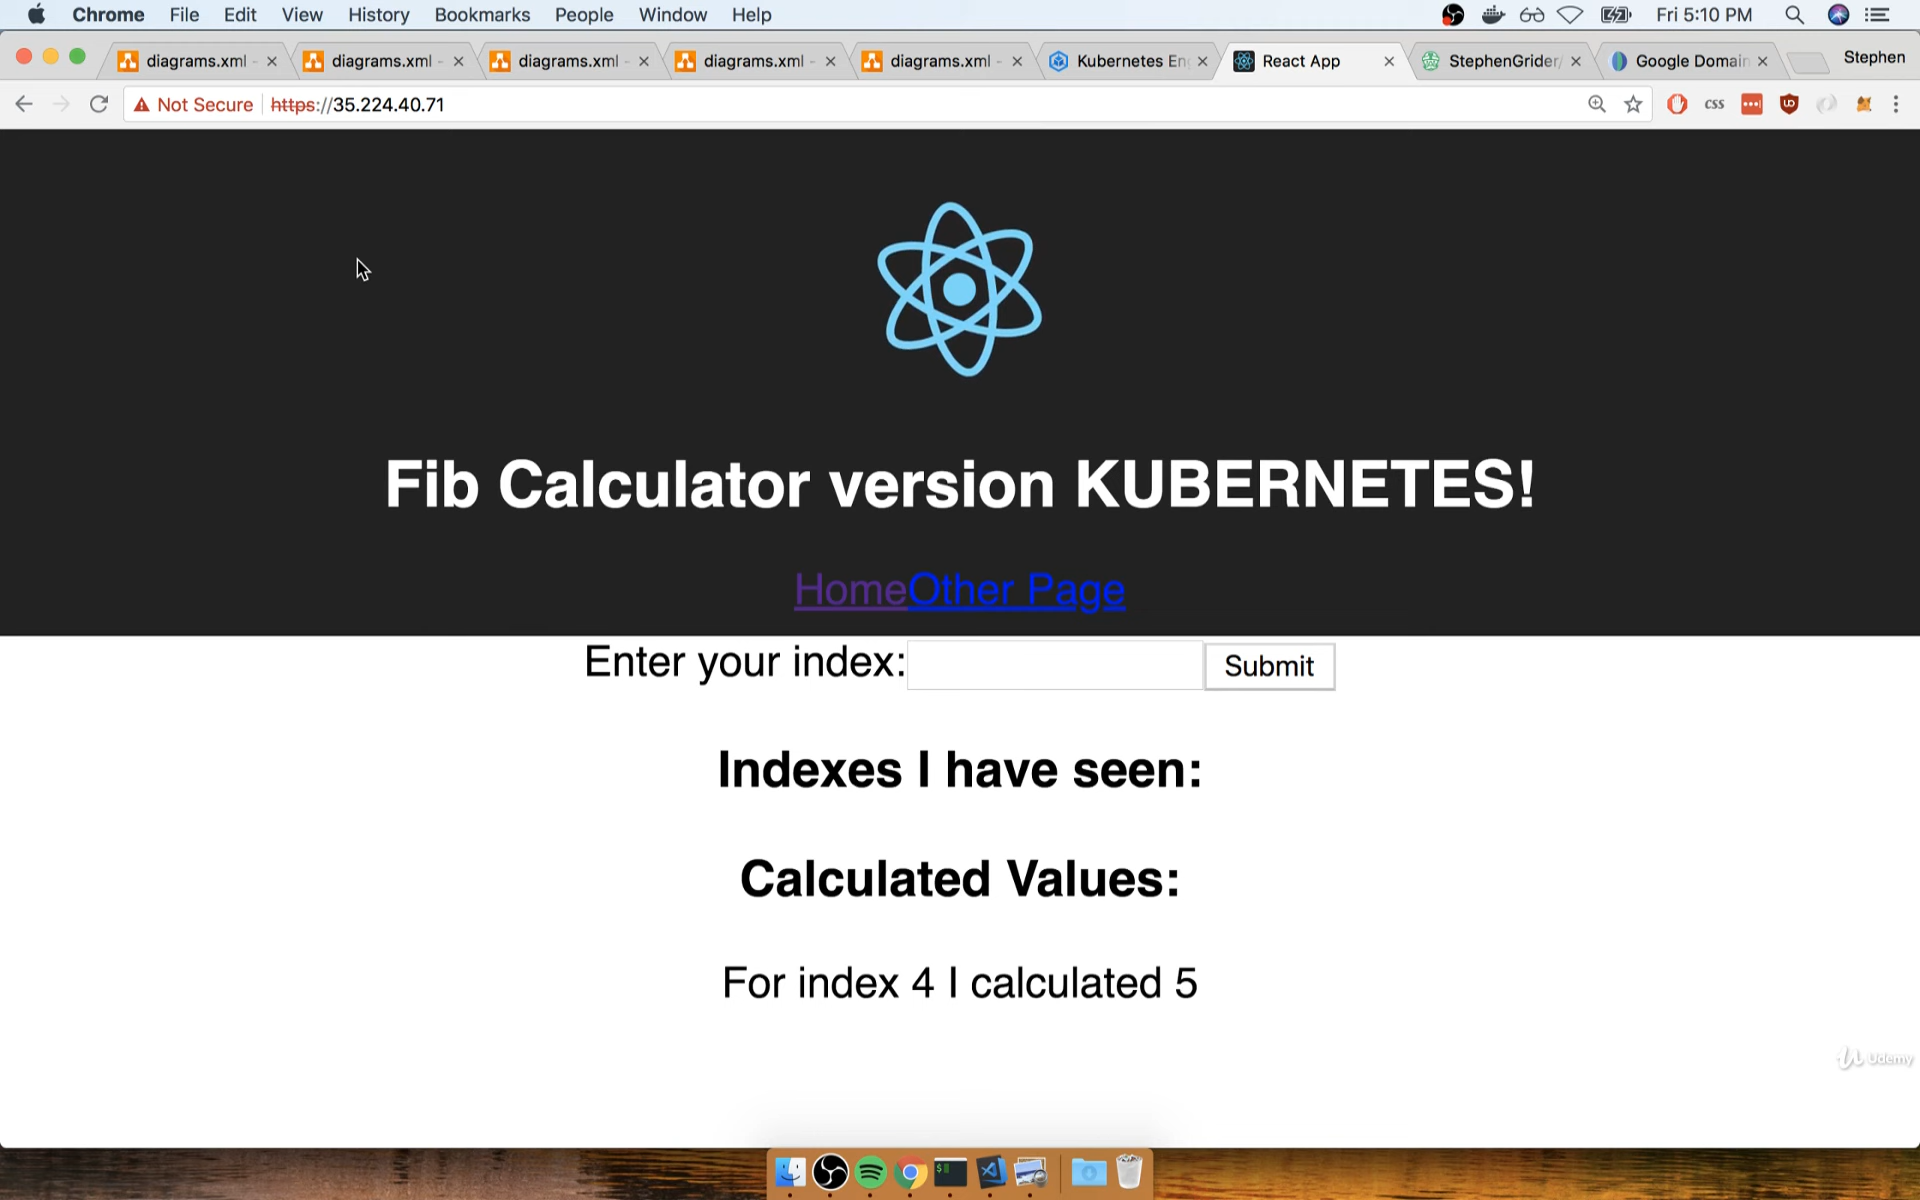 Chrome File Edit View History Bookmarks People Window Help Fri 5:10 PM
diagrams.xml - diagrams.xml - diagrams.xml - diagrams.xml - diagrams.xml - Kubernetes En React App StephenGrider/ Google Domain Stephen
Not Secure https://35.224.40.71 css
Fib Calculator version KUBERNETES!
HomeOther Page
Enter your index: Submit
Indexes I have seen:
Calculated Values:
For index 4 I calculated 5
Udemy